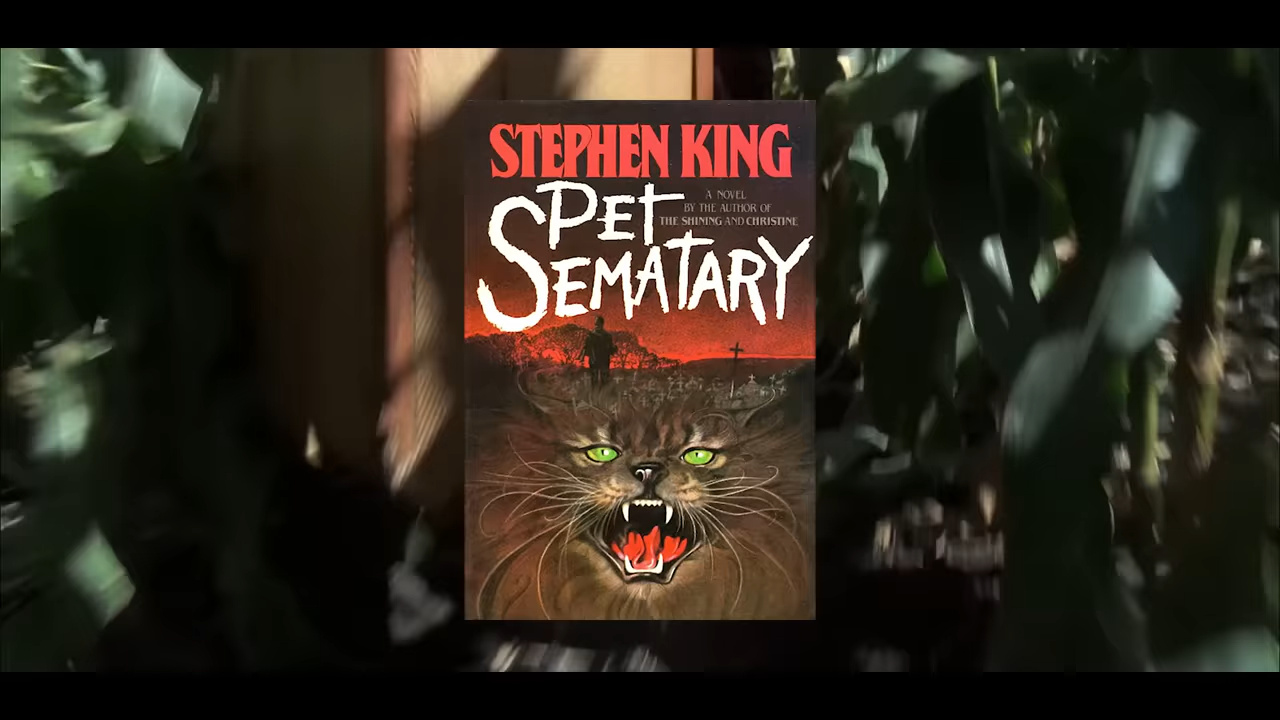 STEPHEN KING
PET
SEMATARY
A NOVEL
BY THE AUTHOR OF
THE SHINING AND CHRISTINE